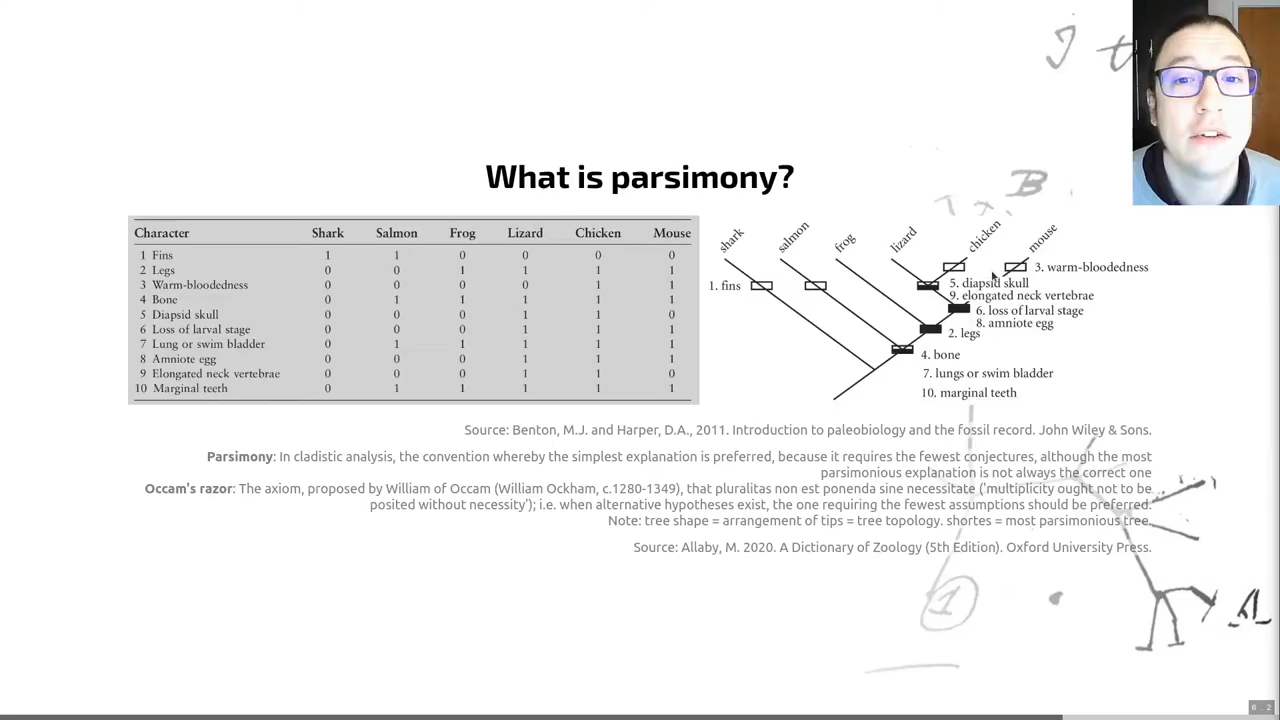 What is parsimony?
Character Shark Salmon Frog Lizard Chicken Mouse
1 Fins 1 1 0 0 0 0
2 Legs 0 0 1 1 1 1
3 Warm-bloodedness 0 0 0 0 1 1
4 Bone 0 1 1 1 1 1
5 Diapsid skull 0 0 0 1 1 0
6 Loss of larval stage 0 0 0 1 1 1
7 Lung or swim bladder 0 1 1 1 1 1
8 Amniote egg 0 0 0 1 1 1
9 Elongated neck vertebrae 0 0 0 1 1 0
10 Marginal teeth 0 1 1 1 1 1
shark
salmon
frog
lizard
chicken
mouse
1. fins
3. warm-bloodedness
5. diapsid skull
9. elongated neck vertebrae
6. loss of larval stage
8. amniote egg
2. legs
4. bone
7. lungs or swim bladder
10. marginal teeth
Source: Benton, M.J. and Harper, D.A., 2011. Introduction to paleobiology and the fossil record. John Wiley & Sons.
Parsimony: In cladistic analysis, the convention whereby the simplest explanation is preferred, because it requires the fewest conjectures, although the most
parsimonious explanation is not always the correct one
Occam's razor: The axiom, proposed by William of Occam (William Ockham, c.1280-1349), that pluralitas non est ponenda sine necessitate ('multiplicity ought not to be
posited without necessity'); i.e. when alternative hypotheses exist, the one requiring the fewest assumptions should be preferred.
Note: tree shape = arrangement of tips = tree topology. shortes = most parsimonious tree.
Source: Allaby, M. 2020. A Dictionary of Zoology (5th Edition). Oxford University Press.
B
1
A
6.2